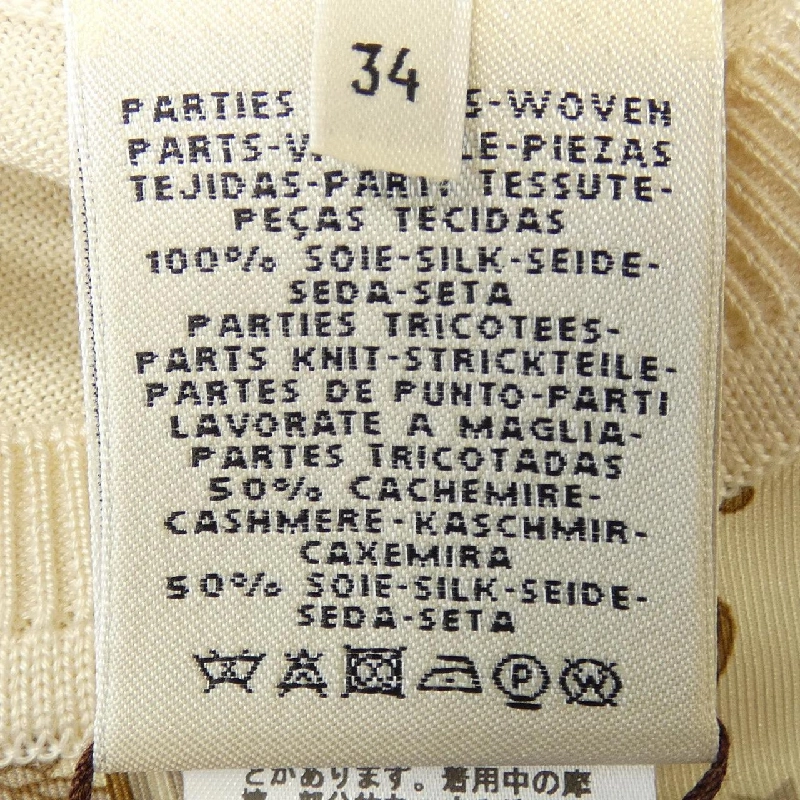 34
PARTIES S-WOVEN
PARTS-W LE-PIEZAS
TEJIDAS-PARTI TESSUTE-
PEÇAS TECIDAS
100% SOIE-SILK-SEIDE-
SEDA-SETA
PARTIES TRICOTEES-
PARTS KNIT-STRICKTEILE-
PARTES DE PUNTO-PARTI
LAVORATE A MAGLIA-
PARTES TRICOTADAS
50% CACHEMIRE-
CASHMERE-KASCHMIR-
CAXEMIRA
50% SOIE-SILK-SEIDE-
SEDA-SETA
P W
とがあります。着用中の摩